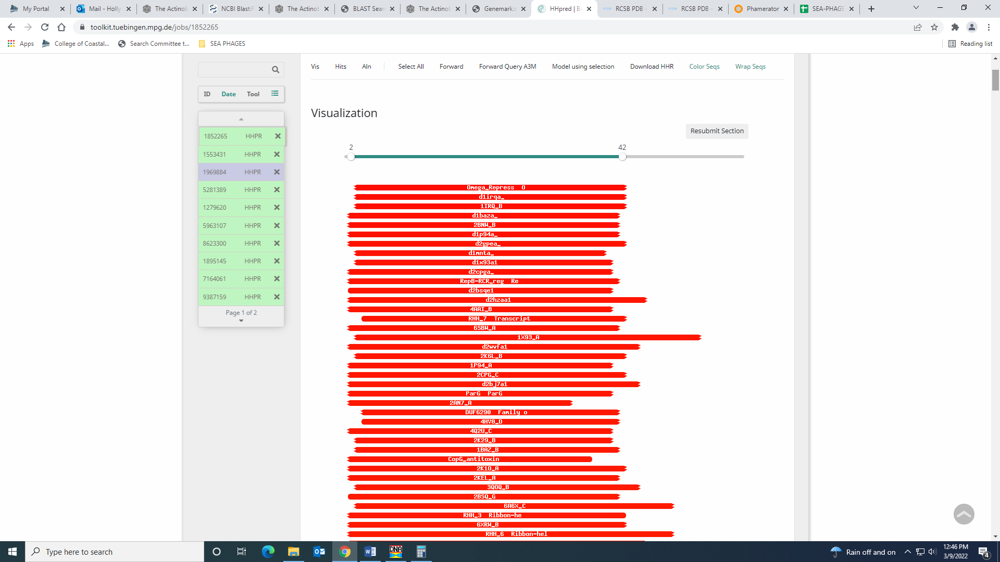 My Portal
Mail - Holly
The Actinob
NCBI BlastP
The Actinob
BLAST Sear
The Actinob
Genemark.s
HHpred | Bi
RCSB PDB -
RCSB PDB -
Phamerator
SEA-PHAGE
toolkit.tuebingen.mpg.de/jobs/1852265
Apps
College of Coastal...
Search Committee t...
SEA PHAGES
Reading list
Vis Hits Aln Select All Forward Forward Query A3M Model using selection Download HHR Color Seqs Wrap Seqs
ID Date Tool
1852265 HHPR
1553431 HHPR
1969884 HHPR
5281389 HHPR
1279620 HHPR
5963107 HHPR
8623300 HHPR
1895145 HHPR
7164061 HHPR
9387159 HHPR
Page 1 of 2
Visualization
Resubmit Section
2 42
Omega_Repress O
d1irqa_
1IRQ_B
d1baza_
2BNW_B
d1p94a_
d2gpea_
d1mnta_
d1x93a1
d2cpga_
RepB-RCR_reg Re
d2bsqe1
d2hzaa1
4AAI_B
RHH_7 Transcript
6SBW_A
1X93_A
d2wvfa1
2K6L_B
1P94_A
2CPG_C
d2bj7a1
ParG ParG
2AN7_A
DUF6290 Family o
4HV0_D
4Q2U_C
2K29_B
1BAZ_B
CopG_antitoxin
2K1O_A
2KEL_A
3QOQ_B
2BSQ_G
6A6X_C
RHH_3 Ribbon-he
6XRW_B
RHH_6 Ribbon-hel
Type here to search
DNA
Rain off and on
12:46 PM
3/9/2022
4